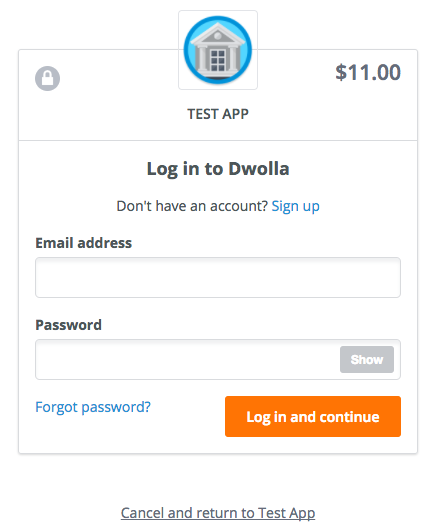 $11.00
TEST APP
Log in to Dwolla
Don't have an account? Sign up
Email address
Password
Show
Forgot password?
Log in and continue
Cancel and return to Test App